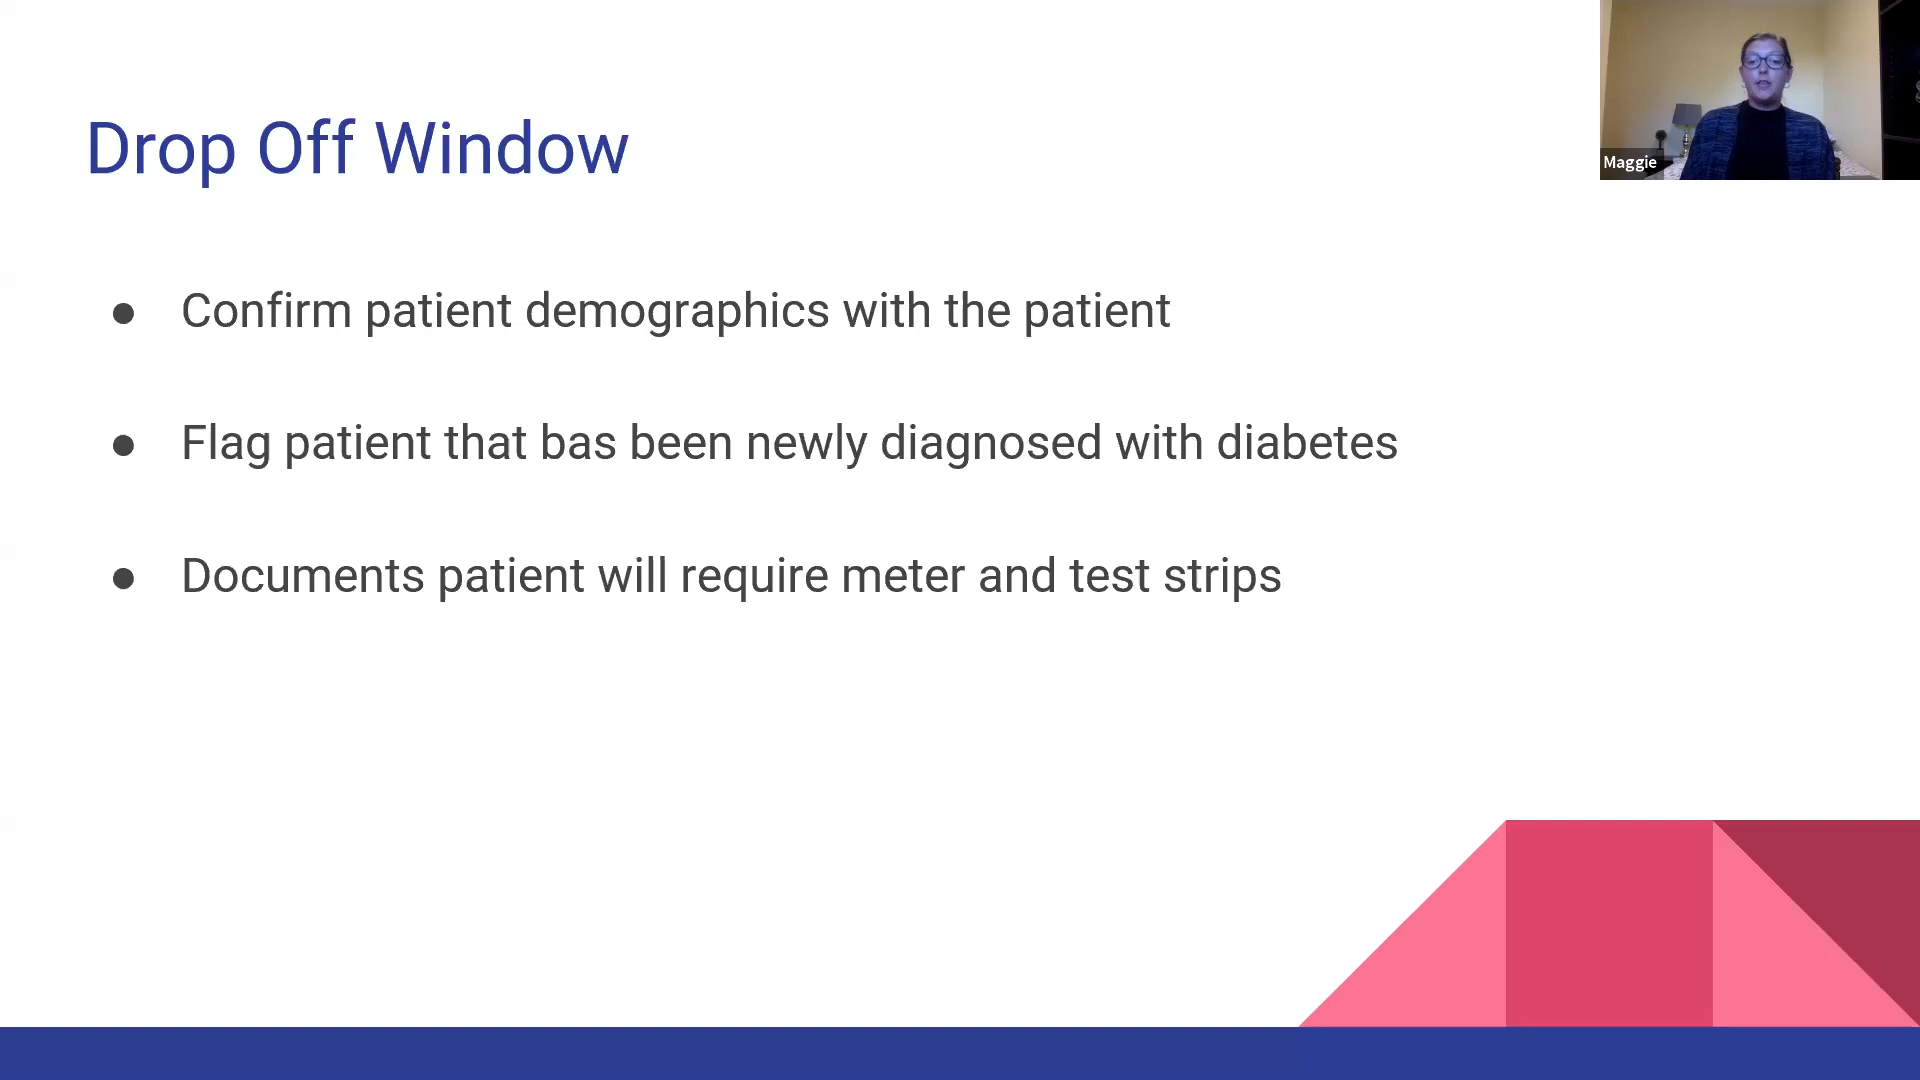 Drop Off Window
Maggie
● Confirm patient demographics with the patient
● Flag patient that bas been newly diagnosed with diabetes
● Documents patient will require meter and test strips